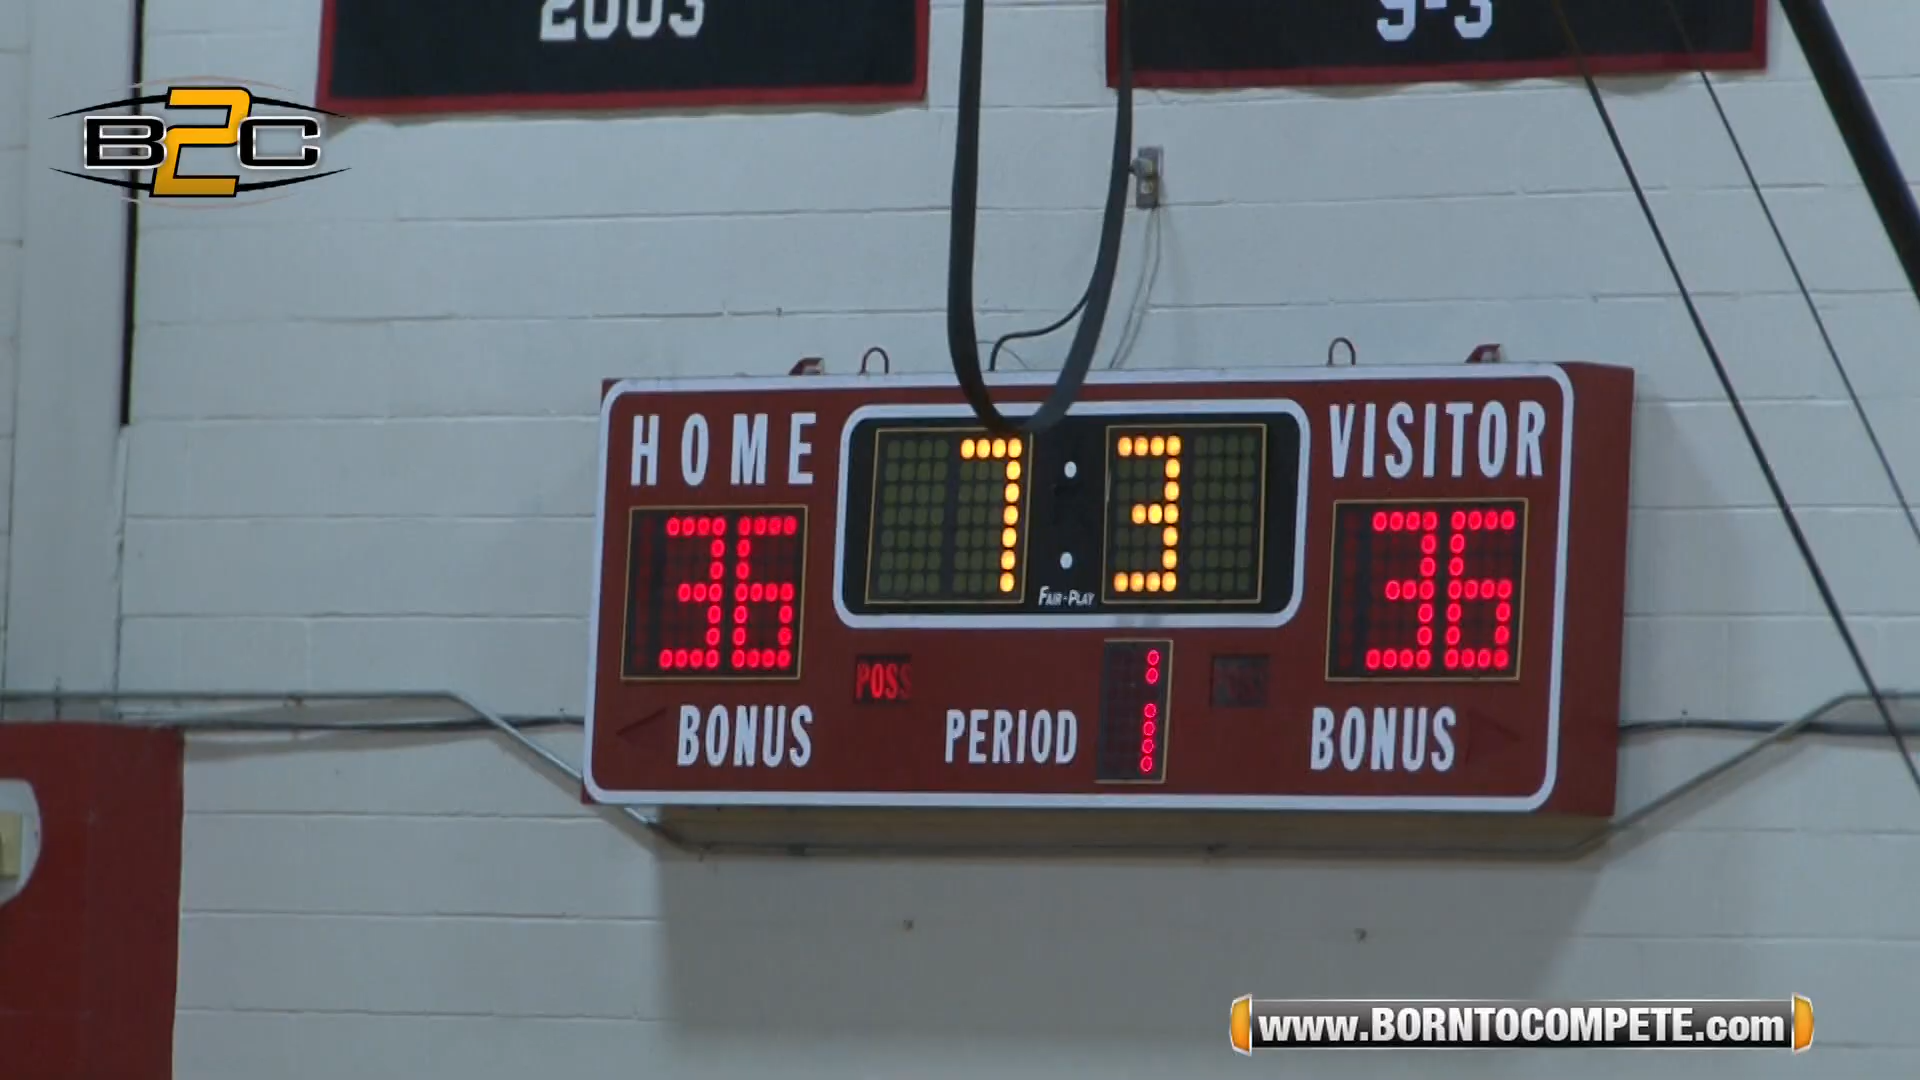 2003
9-3
B2C
HOME
7:3
VISITOR
36
36
FAIR-PLAY
POSS
1
BONUS
PERIOD
BONUS
www.BORNTOCOMPETE.com